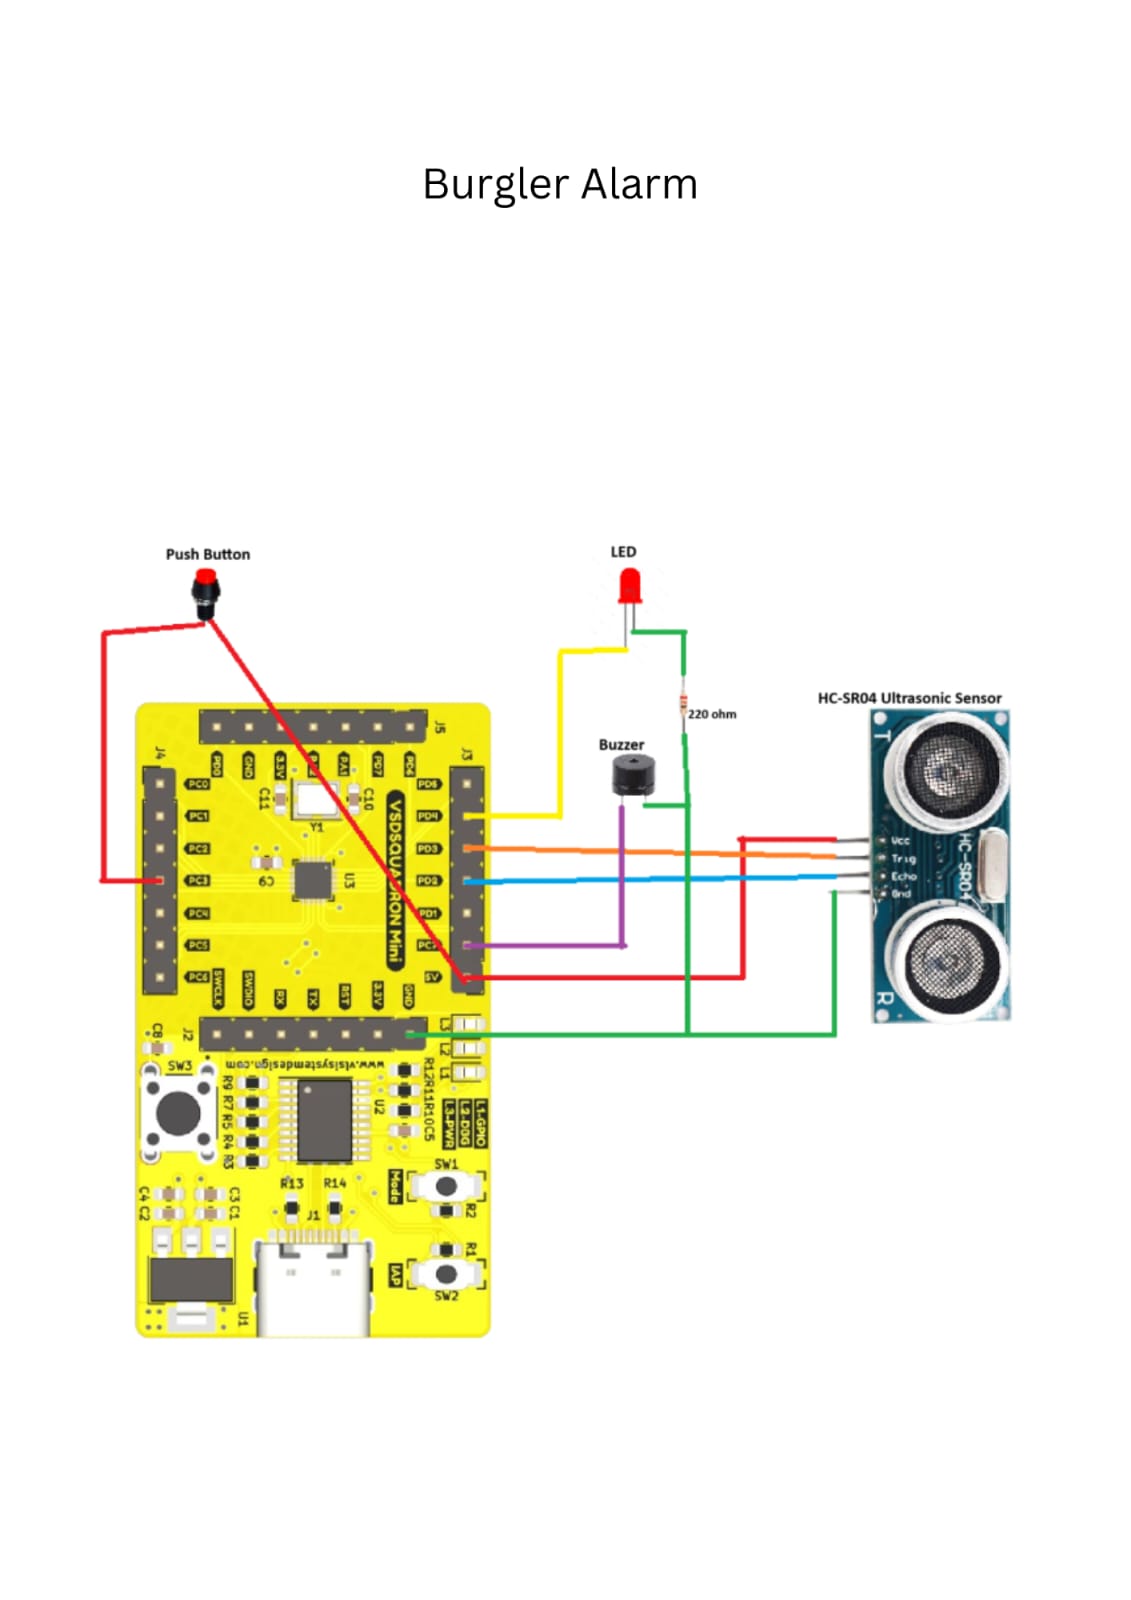 Burgler Alarm
Push Button
LED
220 ohm
Buzzer
HC-SR04 Ultrasonic Sensor
T
Vcc
Trig
Echo
Gnd
HC-SR04
R
J5
J4
J3
PD0
GND
3.3V
PA1
PD7
PD6
PC0
PC1
PC2
PC3
PC4
PC5
PC6
C11
C10
Y1
C9
U3
VSDSQUADRON Mini
PD4
PD3
PD2
PD1
5V
SWCLK
SWDIO
RX
TX
RST
3.3V
GND
J2
L3
L2
L1
C8
SW3
www.vlsisystemdesign.com
R9
R7
R5
R4
R3
U2
R12
R11
R10
C5
L3-PWR
L2-DBG
L1-GPIO
SW1
Mode
R2
R13
R14
J1
C4
C2
C3
C1
R1
IAP
SW2
U1